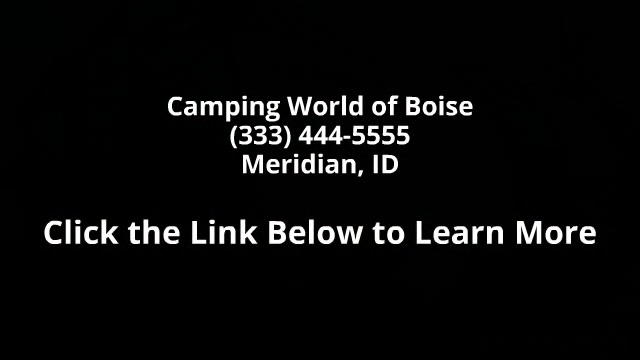 Camping World of Boise
(333) 444-5555
Meridian, ID
Click the Link Below to Learn More